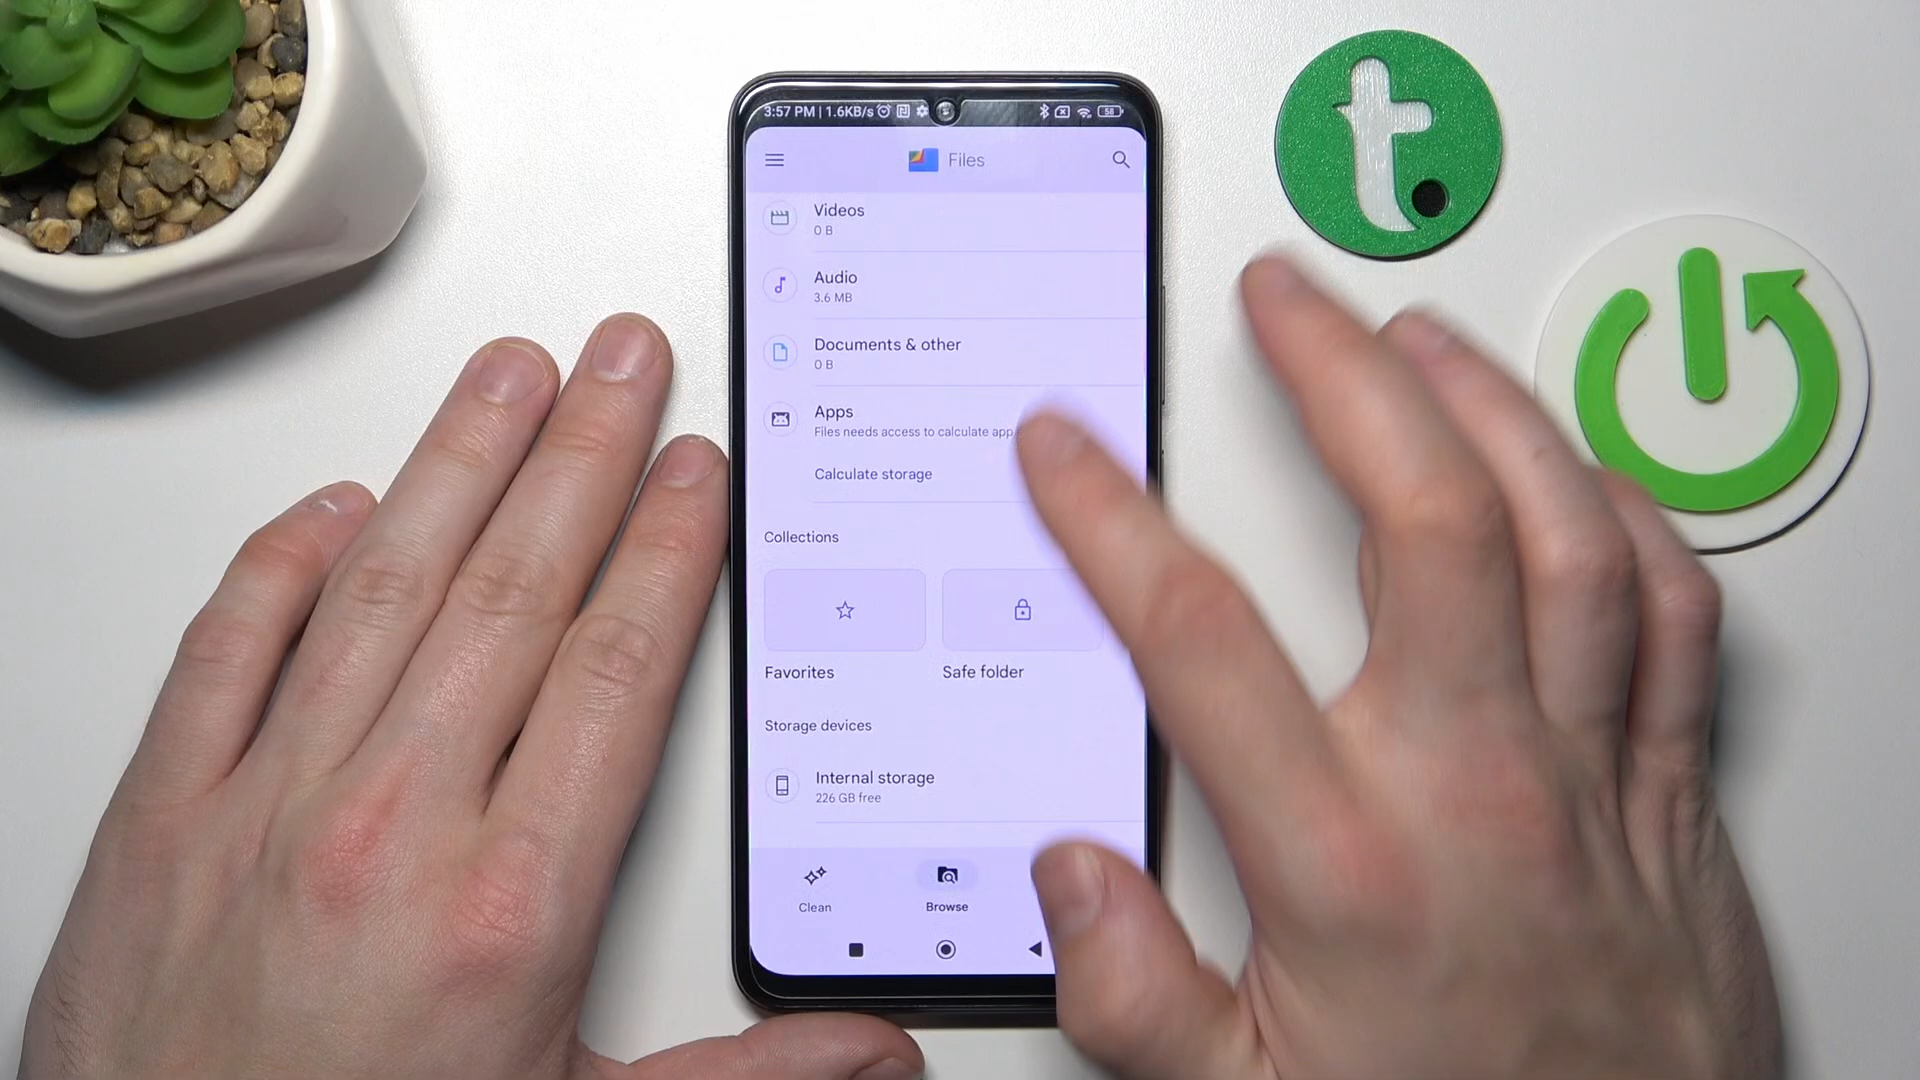 3:57 PM | 1.6KB/s
58
Files
Videos
0 B
Audio
3.6 MB
Documents & other
0 B
Apps
Files needs access to calculate app
Calculate storage
Collections
Favorites
Safe folder
Storage devices
Internal storage
226 GB free
Clean
Browse
t.